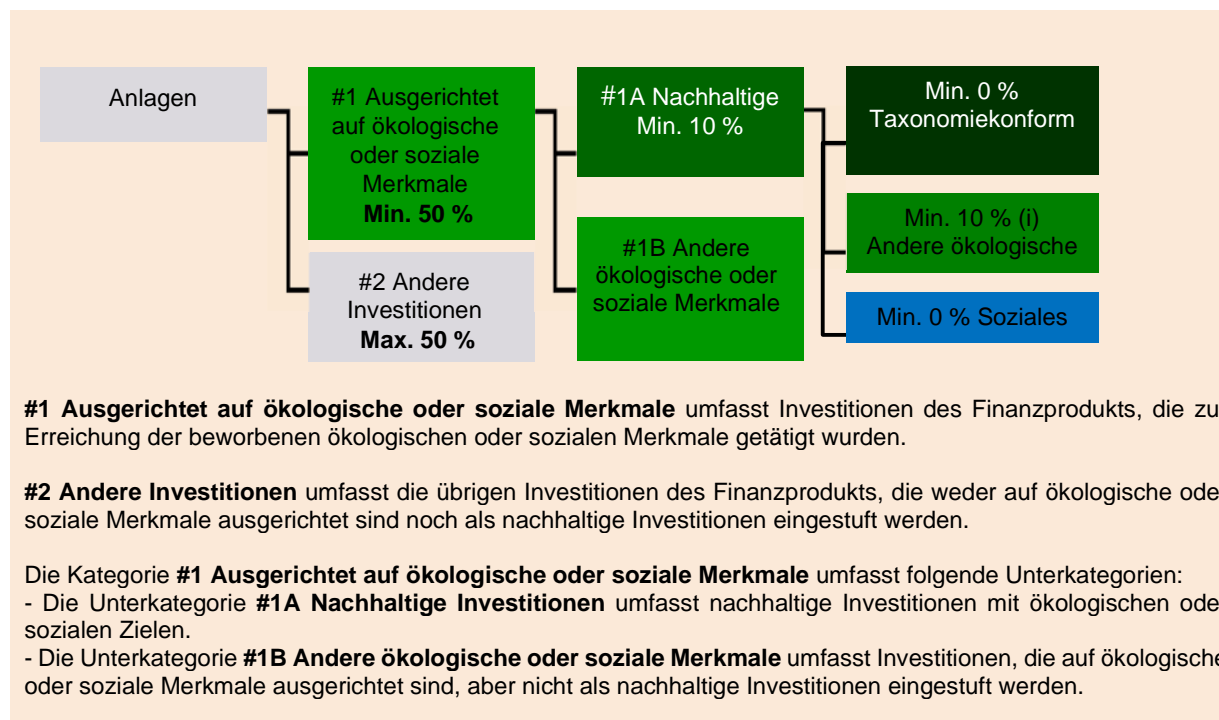 Anlagen
#1 Ausgerichtet
auf ökologische
oder soziale
Merkmale
Min. 50 %
#2 Andere
Investitionen
Max. 50 %
#1A Nachhaltige
Min. 10 %
#1B Andere
ökologische oder
soziale Merkmale
Min. 0 %
Taxonomiekonform
Min. 10 % (i)
Andere ökologische
Min. 0 % Soziales
#1 Ausgerichtet auf ökologische oder soziale Merkmale umfasst Investitionen des Finanzprodukts, die zu
Erreichung der beworbenen ökologischen oder sozialen Merkmale getätigt wurden.
#2 Andere Investitionen umfasst die übrigen Investitionen des Finanzprodukts, die weder auf ökologische ode
soziale Merkmale ausgerichtet sind noch als nachhaltige Investitionen eingestuft werden.
Die Kategorie #1 Ausgerichtet auf ökologische oder soziale Merkmale umfasst folgende Unterkategorien:
- Die Unterkategorie #1A Nachhaltige Investitionen umfasst nachhaltige Investitionen mit ökologischen ode
sozialen Zielen.
- Die Unterkategorie #1B Andere ökologische oder soziale Merkmale umfasst Investitionen, die auf ökologische
oder soziale Merkmale ausgerichtet sind, aber nicht als nachhaltige Investitionen eingestuft werden.